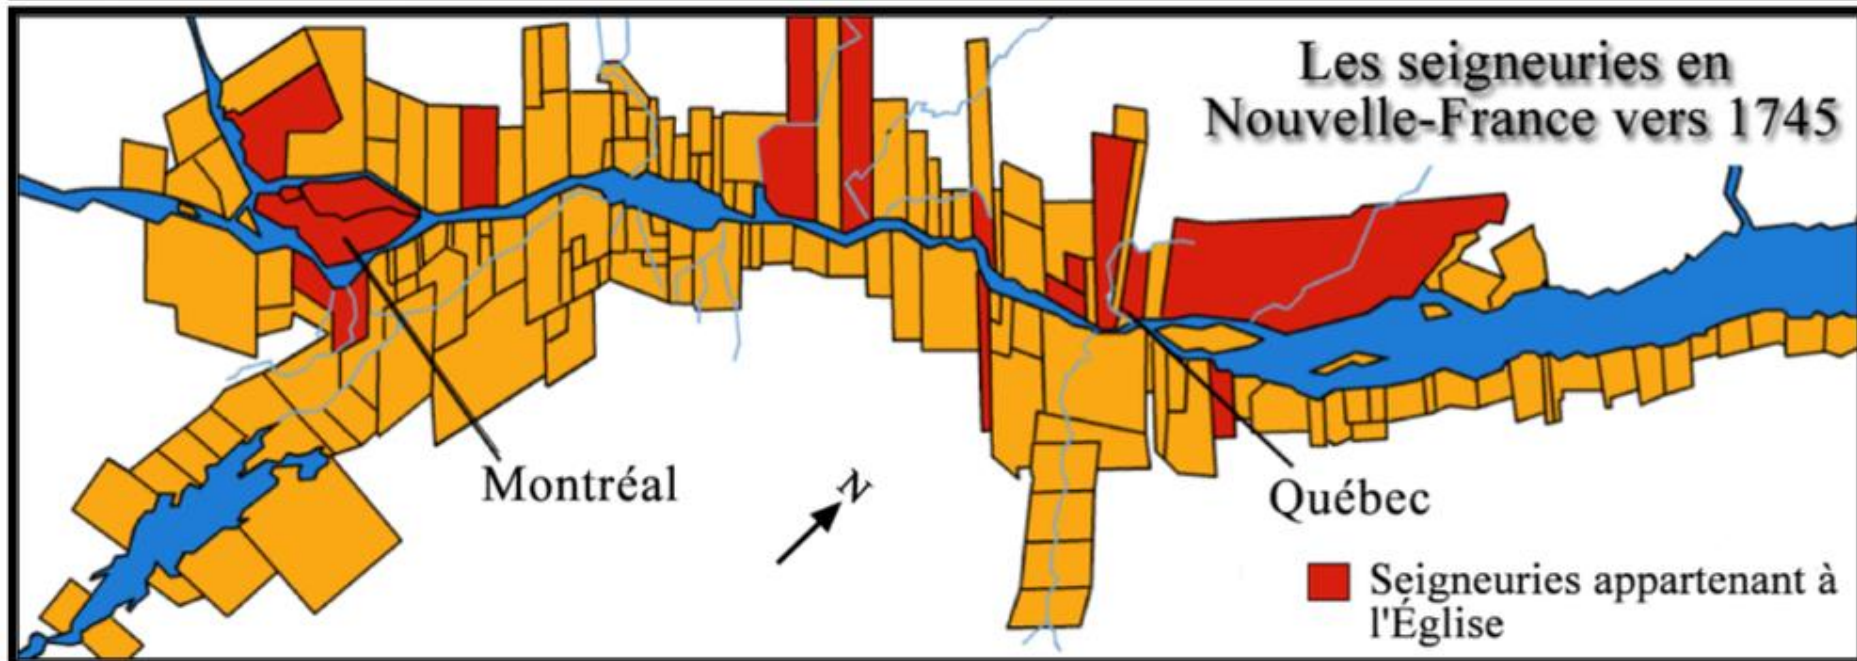 Les seigneuries en
Nouvelle-France vers 1745
Montréal
N
Québec
Seigneuries appartenant à
l'Église